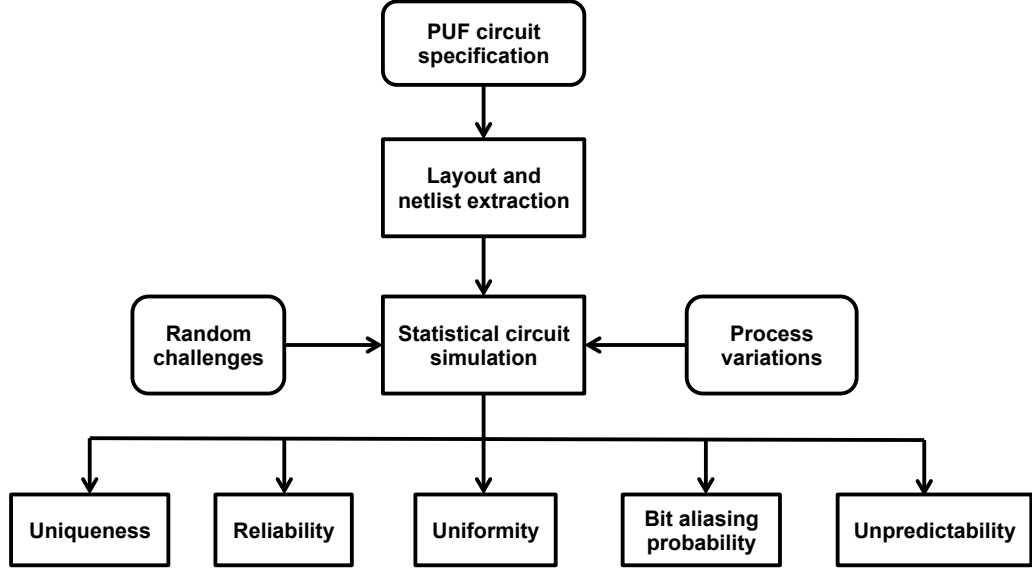 PUF circuit
specification
Layout and
netlist extraction
Random
challenges
Statistical circuit
simulation
Process
variations
Uniqueness
Reliability
Uniformity
Bit aliasing
probability
Unpredictability